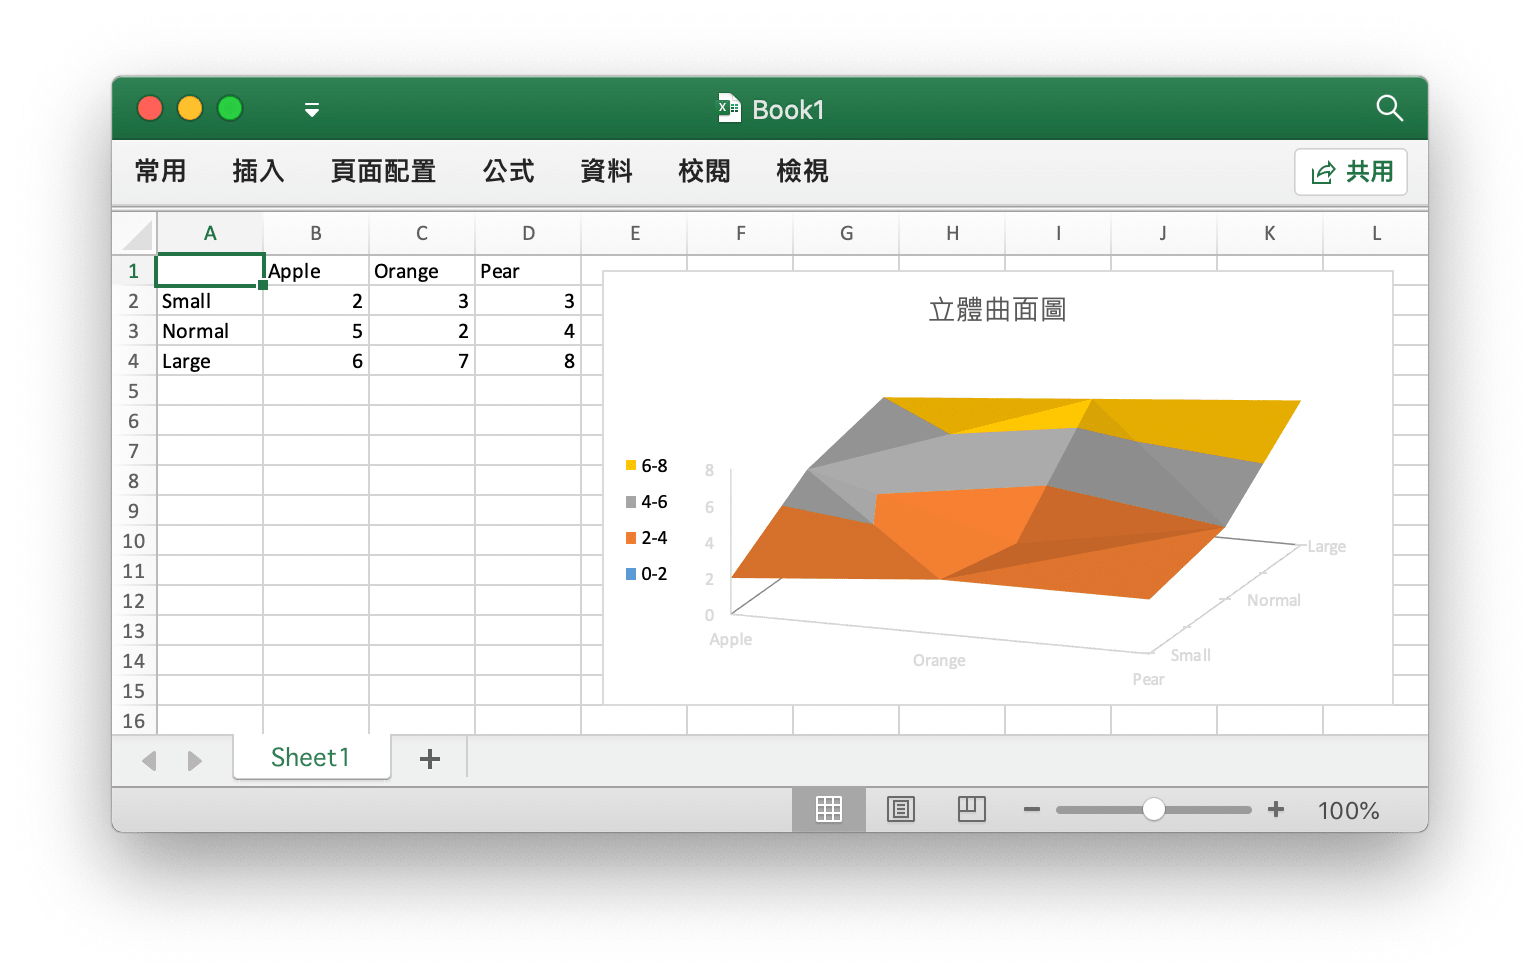 Book1
常用 插入 頁面配置 公式 資料 校閱 檢視 共用
A B C D E F G H I J K L
1 Apple Orange Pear
2 Small 2 3 3
3 Normal 5 2 4
4 Large 6 7 8
5
6
7
8
9
10
11
12
13
14
15
16
立體曲面圖
6-8
4-6
2-4
0-2
8
6
4
2
0
Apple
Orange
Pear
Small
Normal
Large
Sheet1
100%